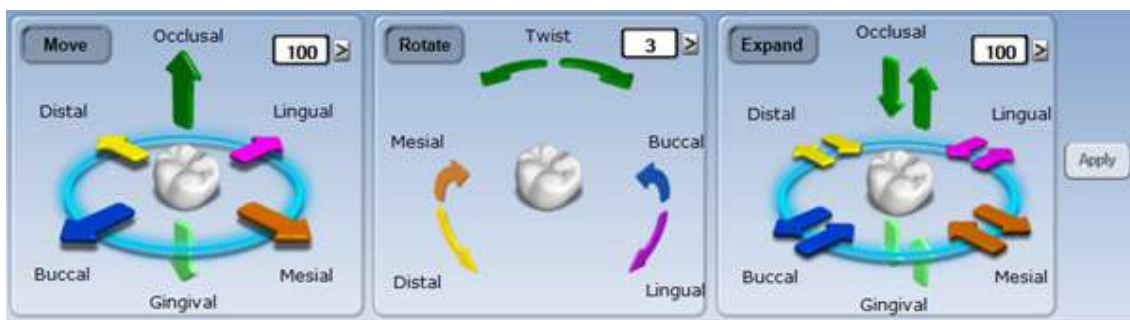 Move
Occlusal
100
>
Distal
Lingual
Buccal
Mesial
Gingival
Rotate
Twist
3
>
Mesial
Buccal
Distal
Lingual
Expand
Occlusal
100
>
Distal
Lingual
Buccal
Mesial
Gingival
Apply